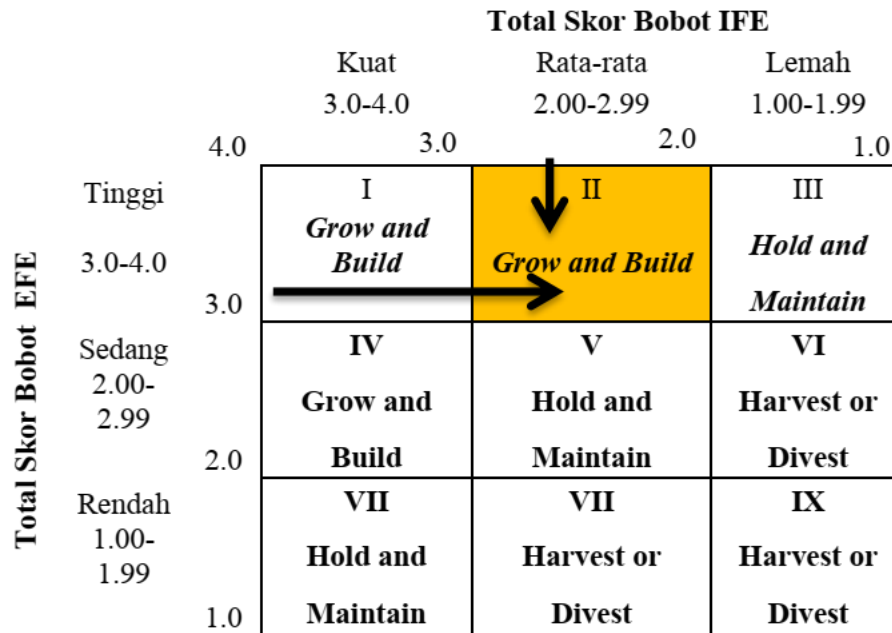 Total Skor Bobot IFE
Kuat
Rata-rata
Lemah
3.0-4.0
2.00-2.99
1.00-1.99
4.0
3.0
2.0
1.0
Total Skor Bobot EFE
Tinggi
3.0-4.0
3.0
I
Grow and
Build
II
Grow and Build
III
Hold and
Maintain
Sedang
2.00-
2.99
2.0
IV
Grow and
Build
V
Hold and
Maintain
VI
Harvest or
Divest
Rendah
1.00-
1.99
1.0
VII
Hold and
Maintain
VII
Harvest or
Divest
IX
Harvest or
Divest